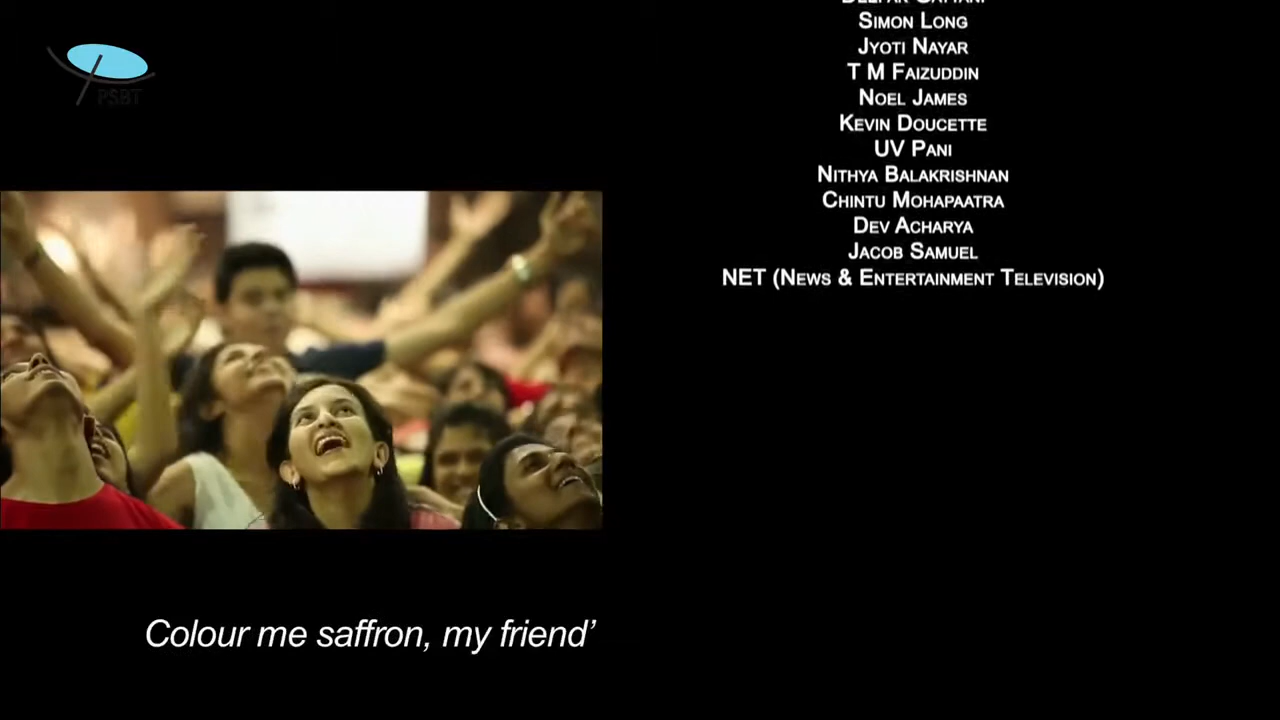 PSBT
SIMON LONG
JYOTI NAYAR
T M FAIZUDDIN
NOEL JAMES
KEVIN DOUCETTE
UV PANI
NITHYA BALAKRISHNAN
CHINTU MOHAPAATRA
DEV ACHARYA
JACOB SAMUEL
NET (NEWS & ENTERTAINMENT TELEVISION)
Colour me saffron, my friend’